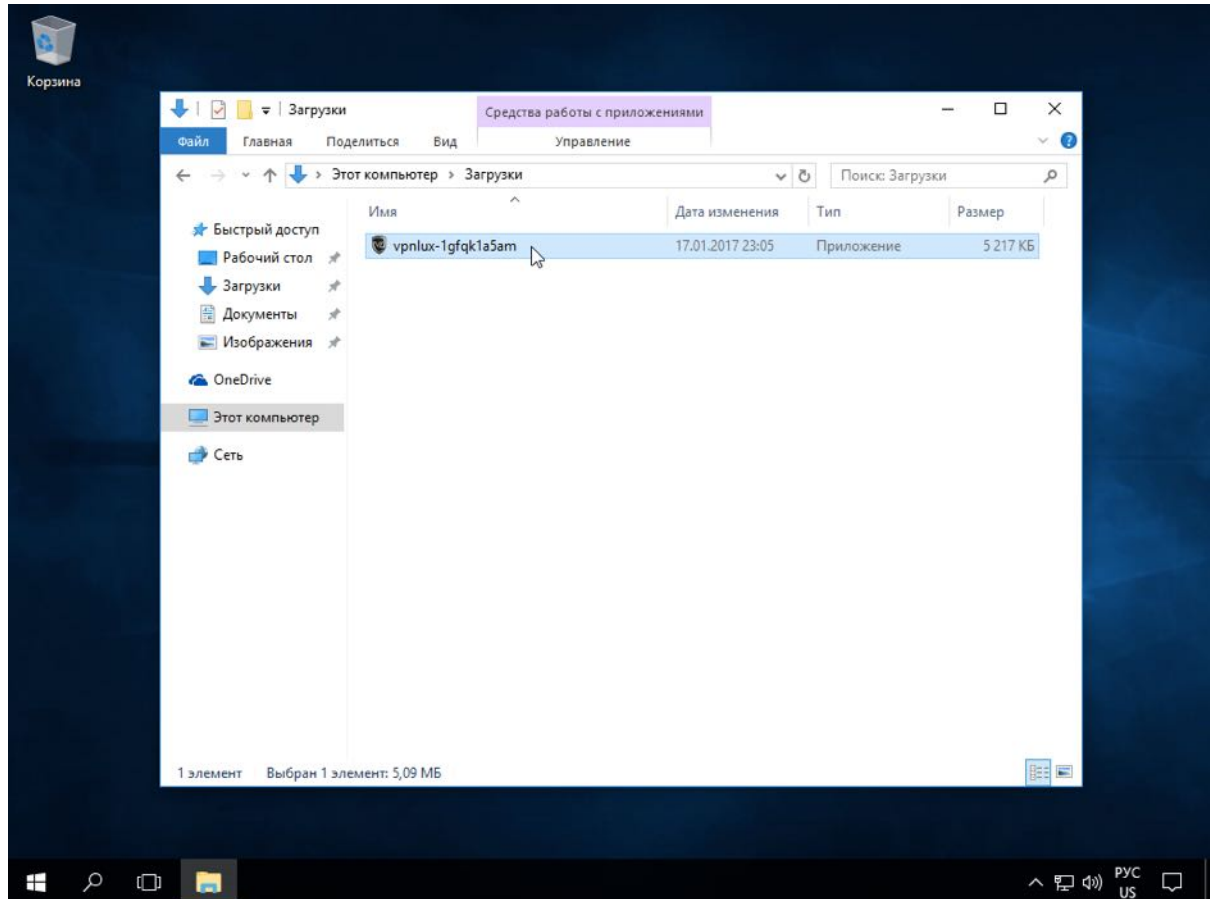 Корзина
Загрузки
Средства работы с приложениями
Файл Главная Поделиться Вид Управление
Этот компьютер Загрузки Поиск: Загрузки
Имя Дата изменения Тип Размер
vpnlux-1gfqk1a5am 17.01.2017 23:05 Приложение 5 217 КБ
Быстрый доступ
Рабочий стол
Загрузки
Документы
Изображения
OneDrive
Этот компьютер
Сеть
1 элемент Выбран 1 элемент: 5,09 МБ
РУС
US